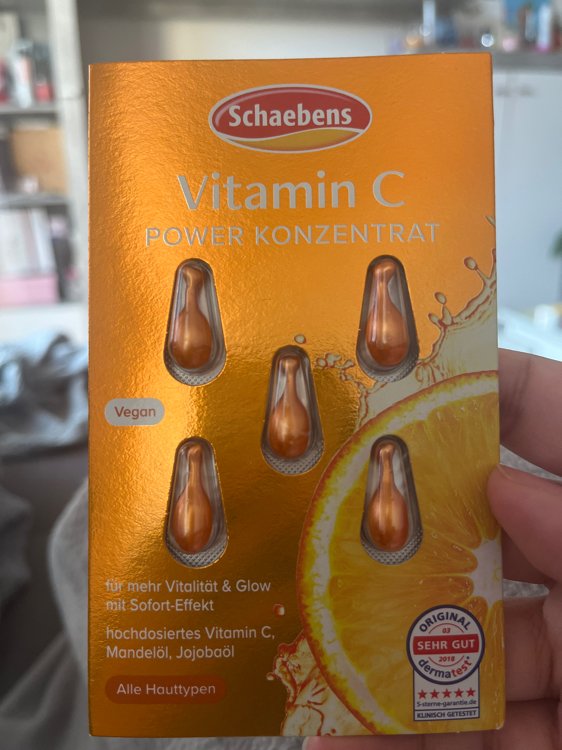 Schaebens
Vitamin C
POWER KONZENTRAT
Vegan
für mehr Vitalität & Glow
mit Sofort-Effekt
hochdosiertes Vitamin C,
Mandelöl, Jojobaöl
Alle Hauttypen
ORIGINAL
03
SEHR GUT
2018
dermatest®
5-sterne-garantie.de
KLINISCH GETESTET